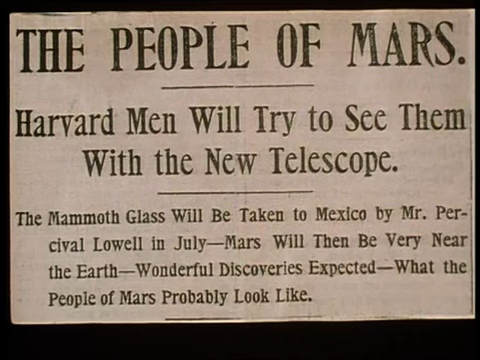 THE PEOPLE OF MARS.
Harvard Men Will Try to See Them
With the New Telescope.
The Mammoth Glass Will Be Taken to Mexico by Mr. Per-
cival Lowell in July—Mars Will Then Be Very Near
the Earth—Wonderful Discoveries Expected—What the
People of Mars Probably Look Like.